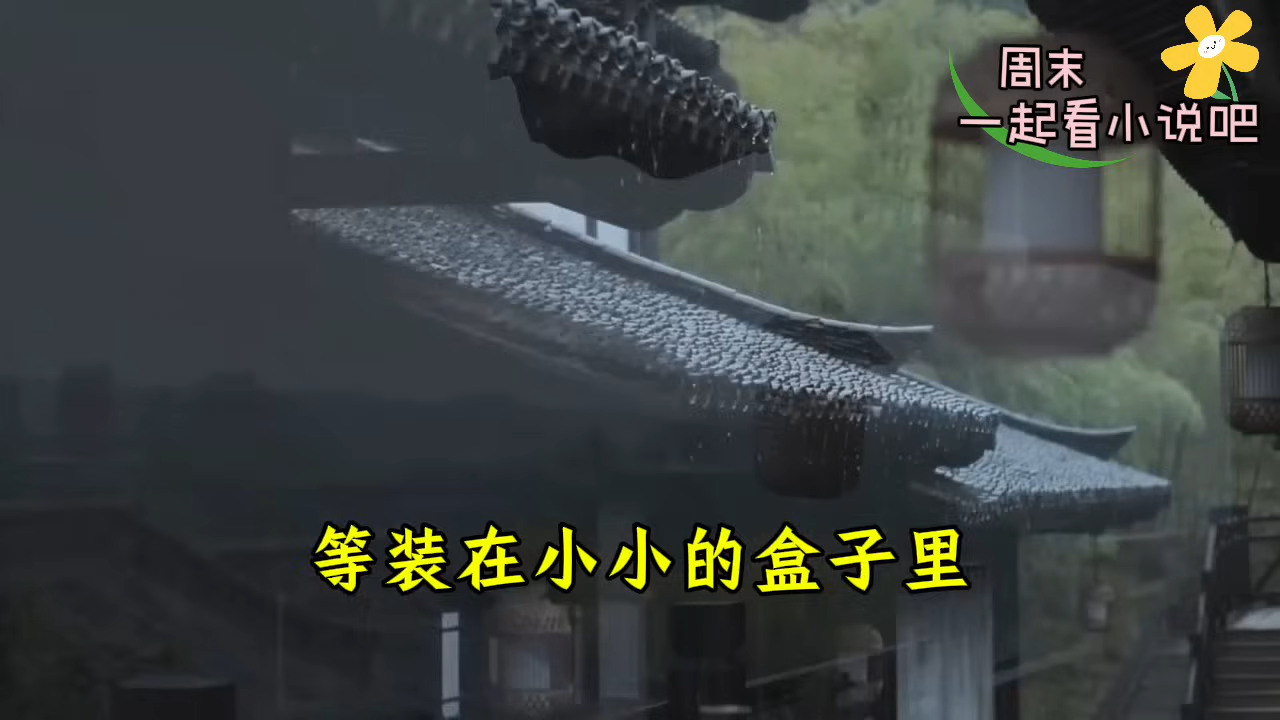 周末
一起看小说吧
等装在小小的盒子里